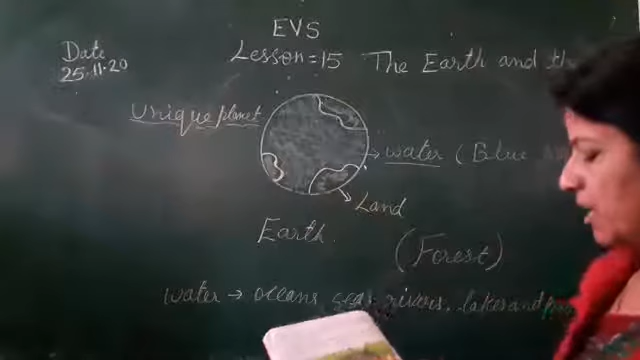 EVS
Date
25.11.20
Lesson=15 The Earth and
unique planet
→ water (Blue
Land
Earth
(Forest)
water → oceans, seas, rivers, lakes and